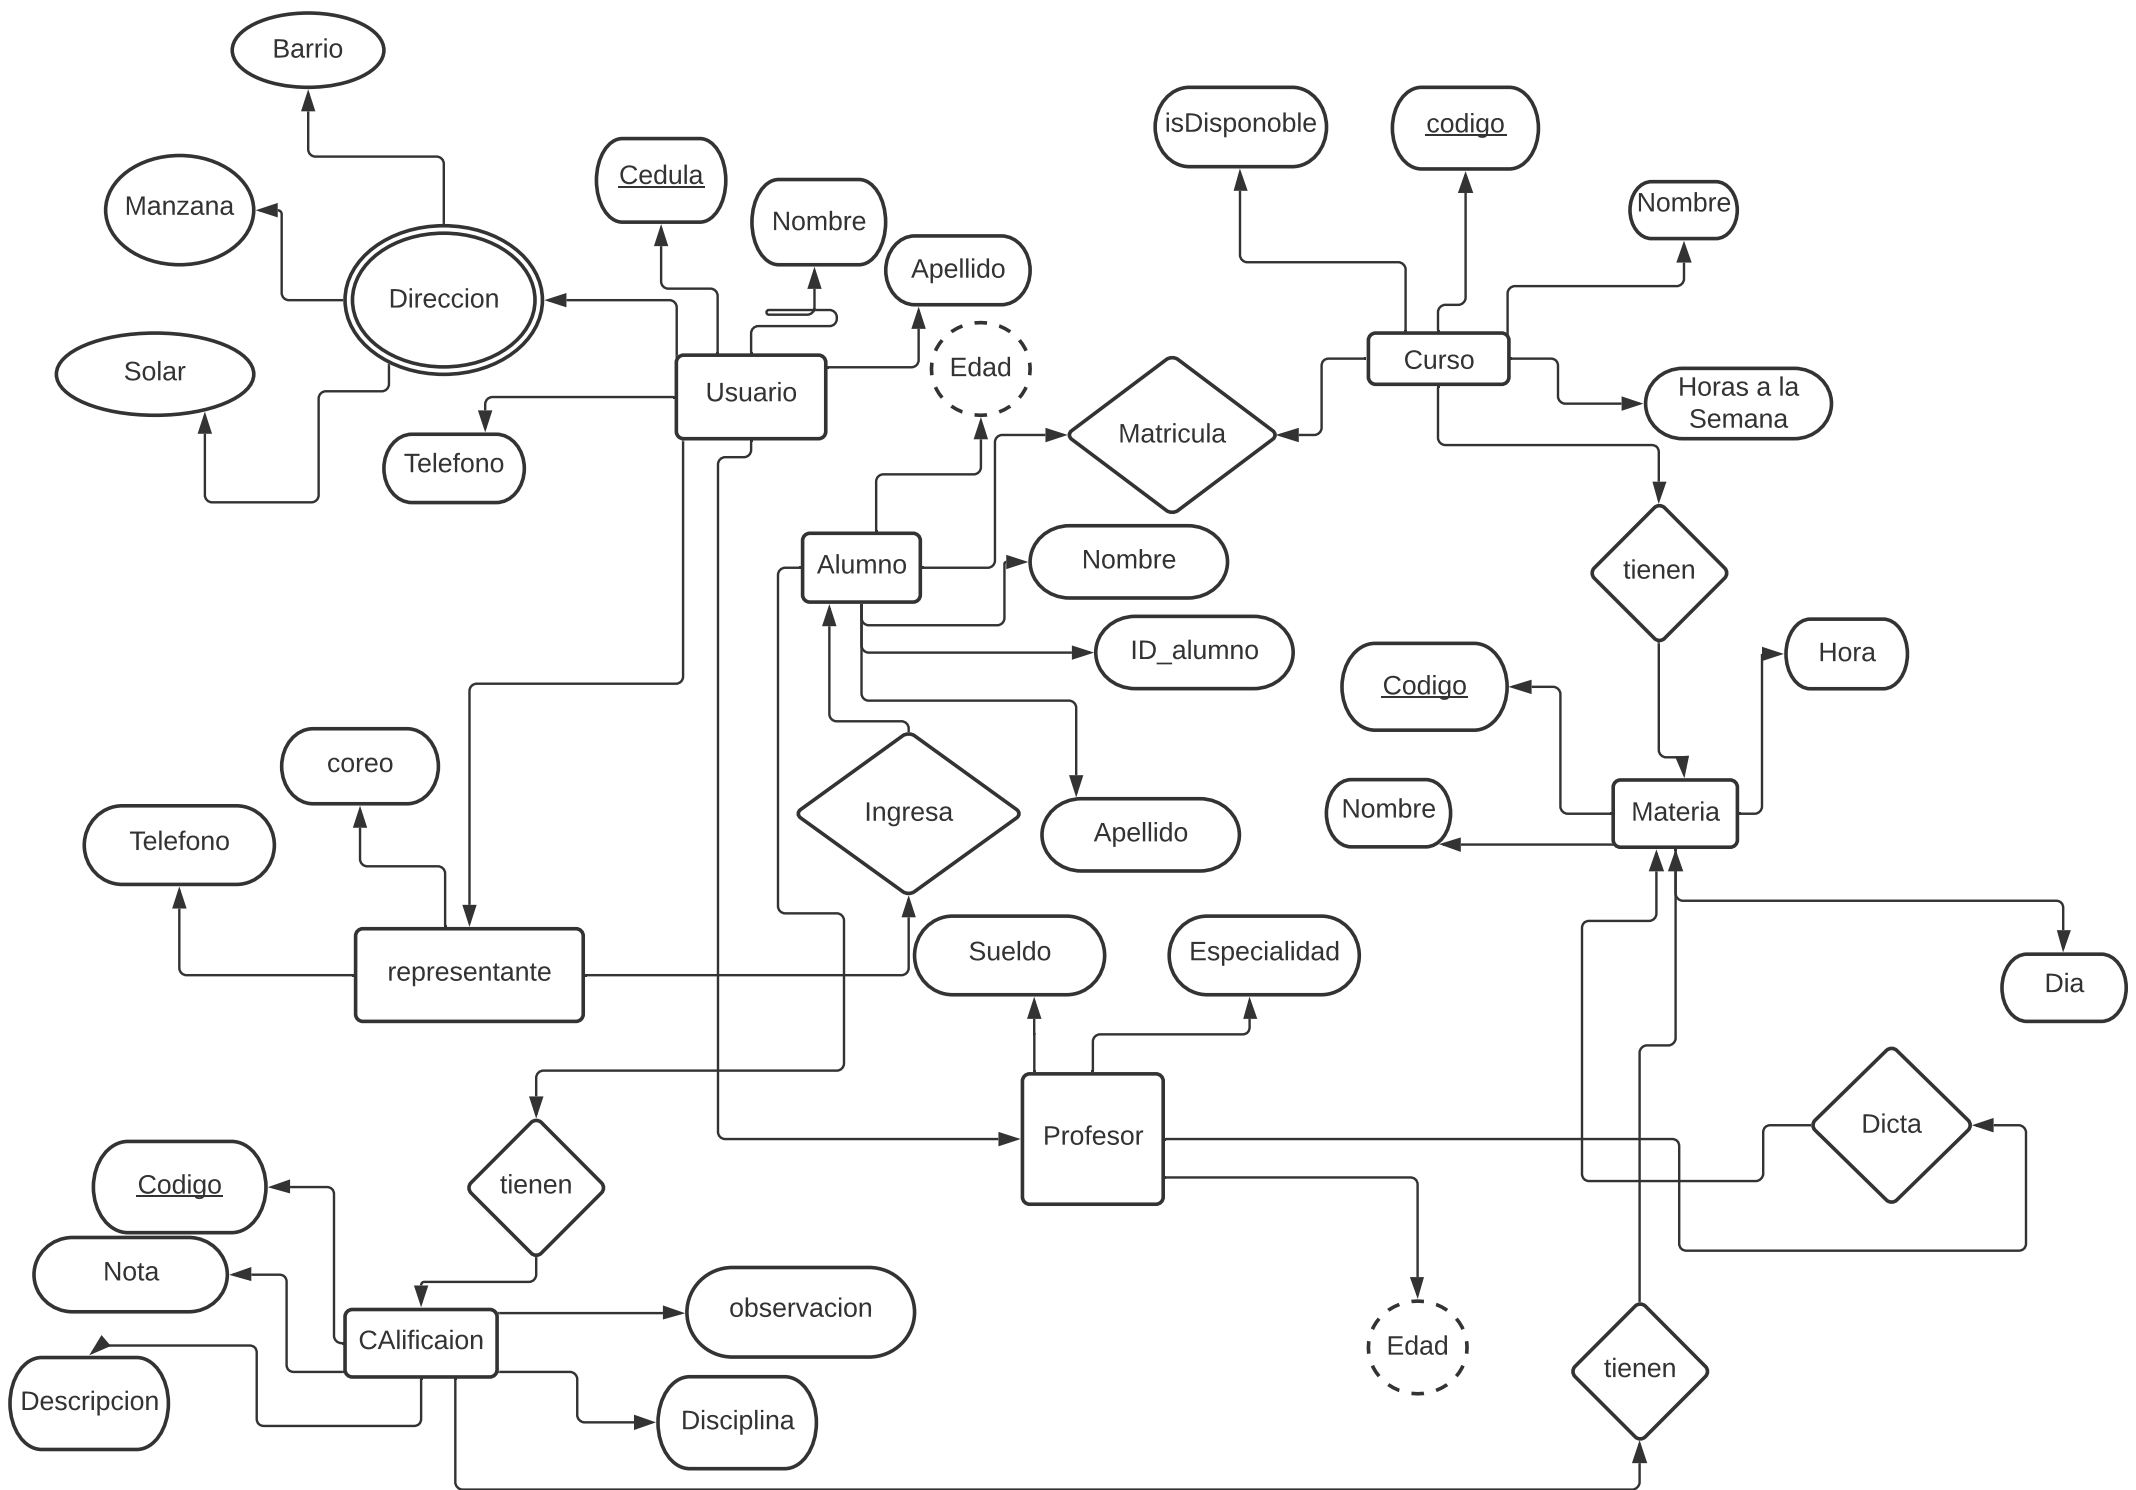 Barrio
isDisponoble
codigo
Cedula
Manzana
Nombre
Nombre
Apellido
Direccion
Solar
Edad
Curso
Usuario
Horas a la
Semana
Matricula
Telefono
Alumno
Nombre
tienen
ID_alumno
Hora
Codigo
coreo
Ingresa
Materia
Nombre
Telefono
Apellido
representante
Sueldo
Especialidad
Dia
Profesor
Dicta
Codigo
tienen
Nota
observacion
CAlificaion
Edad
tienen
Descripcion
Disciplina